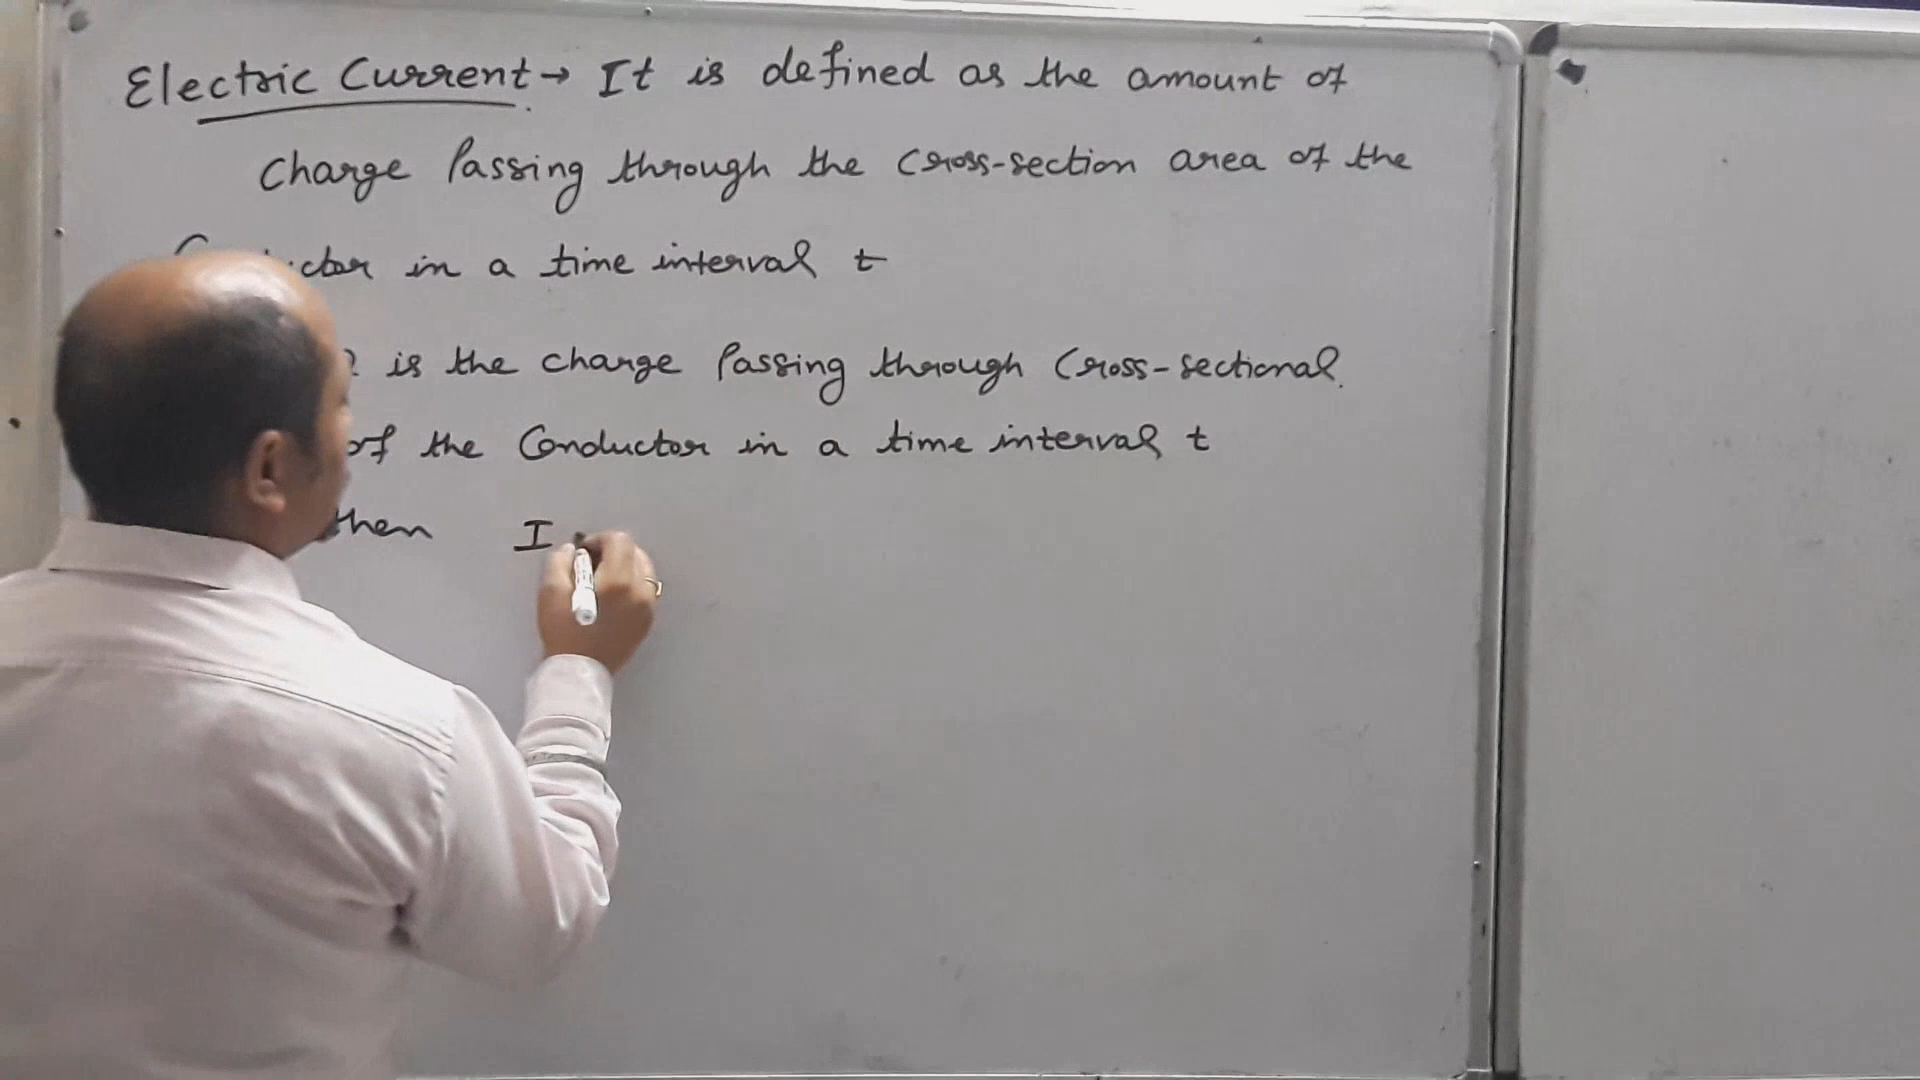 Electric Current → It is defined as the amount of
Charge Passing through the Cross-section area of the
in a time interval t
is the charge Passing through Cross-sectional
of the Conductor in a time interval t
then I